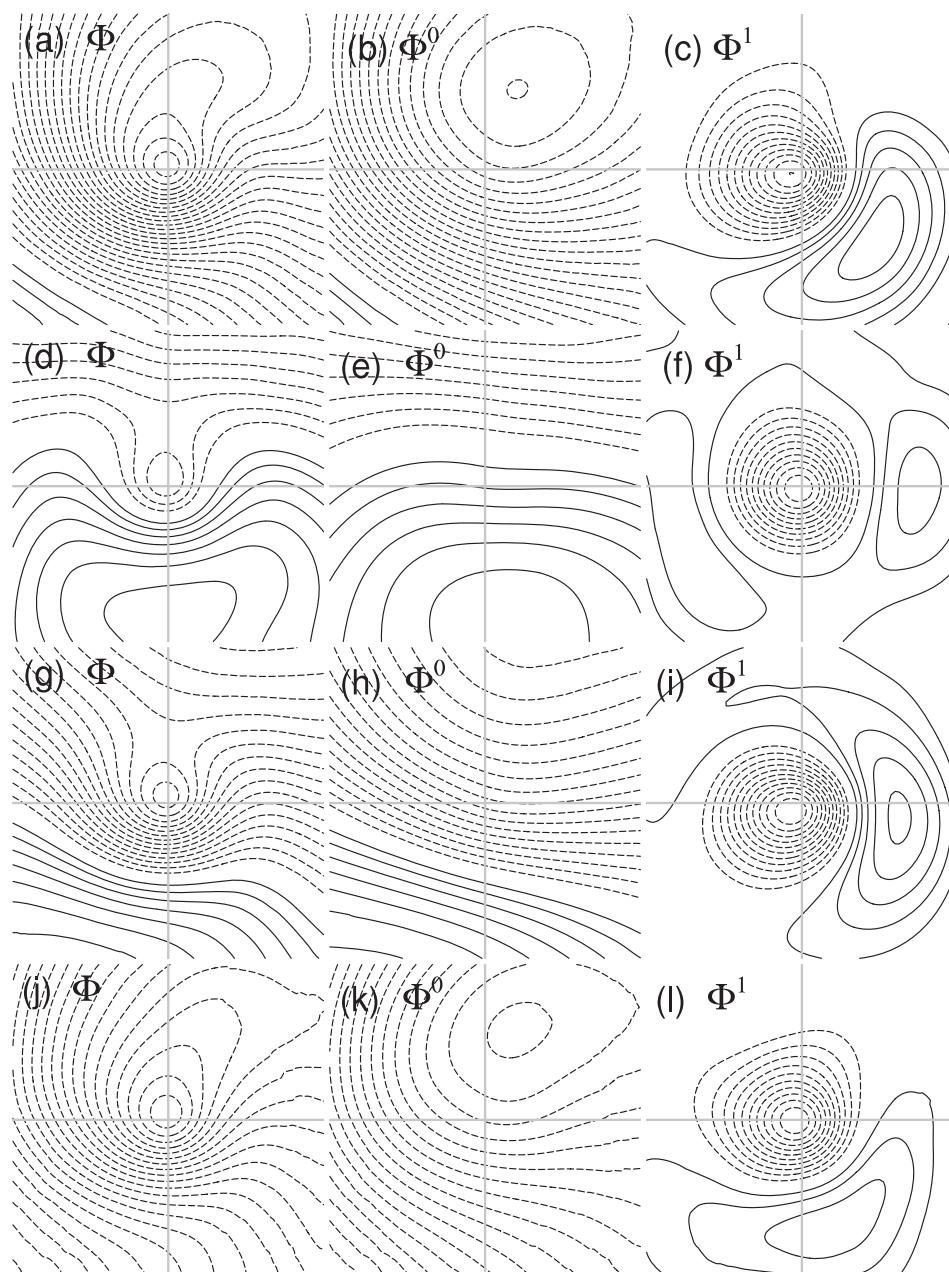 (a) Φ (b) Φ⁰ (c) Φ¹
(d) Φ (e) Φ⁰ (f) Φ¹
(g) Φ (h) Φ⁰ (i) Φ¹
(j) Φ (k) Φ⁰ (l) Φ¹